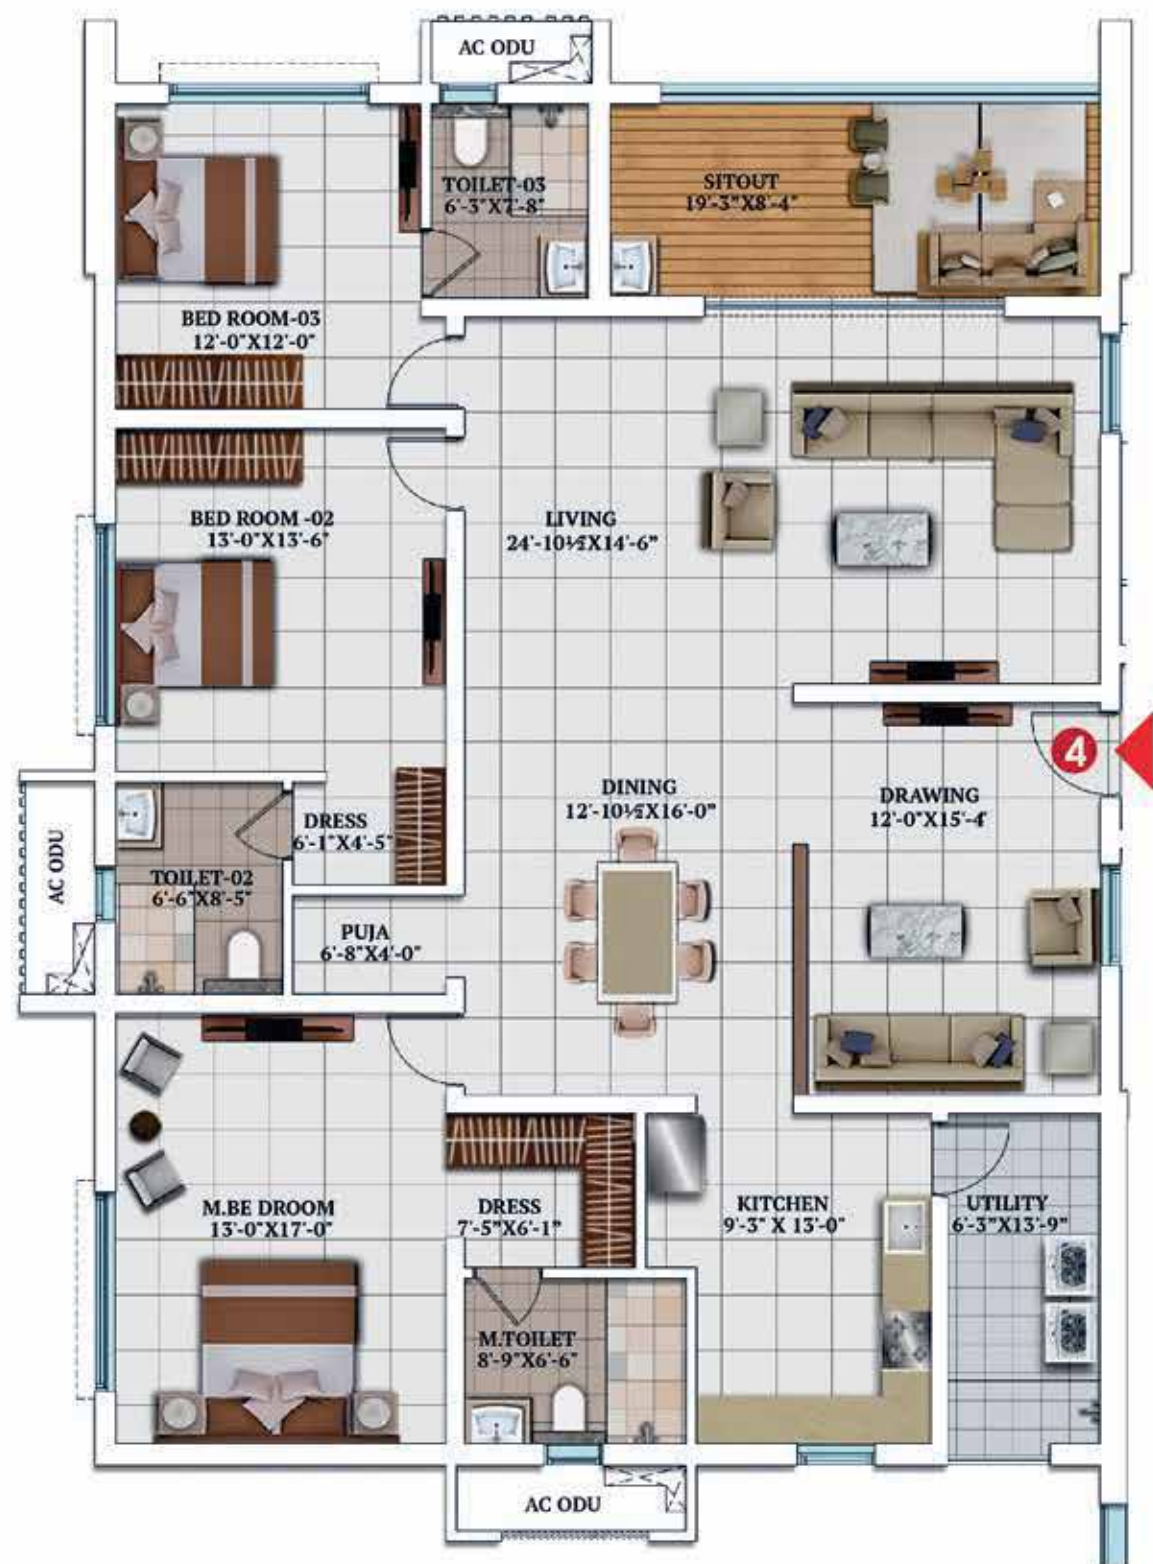 AC ODU
TOILET-03
6'-3"X7'-8"
SITOUT
19'-3"X8'-4"
BED ROOM-03
12'-0"X12'-0"
BED ROOM -02
13'-0"X13'-6"
LIVING
24'-10½"X14'-6"
4
DINING
12'-10½"X16'-0"
DRAWING
12'-0"X15'-4'
DRESS
6'-1"X4'-5"
AC ODU
TOILET-02
6'-6"X8'-5"
PUJA
6'-8"X4'-0"
M.BE DROOM
13'-0"X17'-0"
DRESS
7'-5"X6'-1"
KITCHEN
9'-3" X 13'-0"
UTILITY
6'-3"X13'-9"
M.TOILET
8'-9"X6'-6"
AC ODU